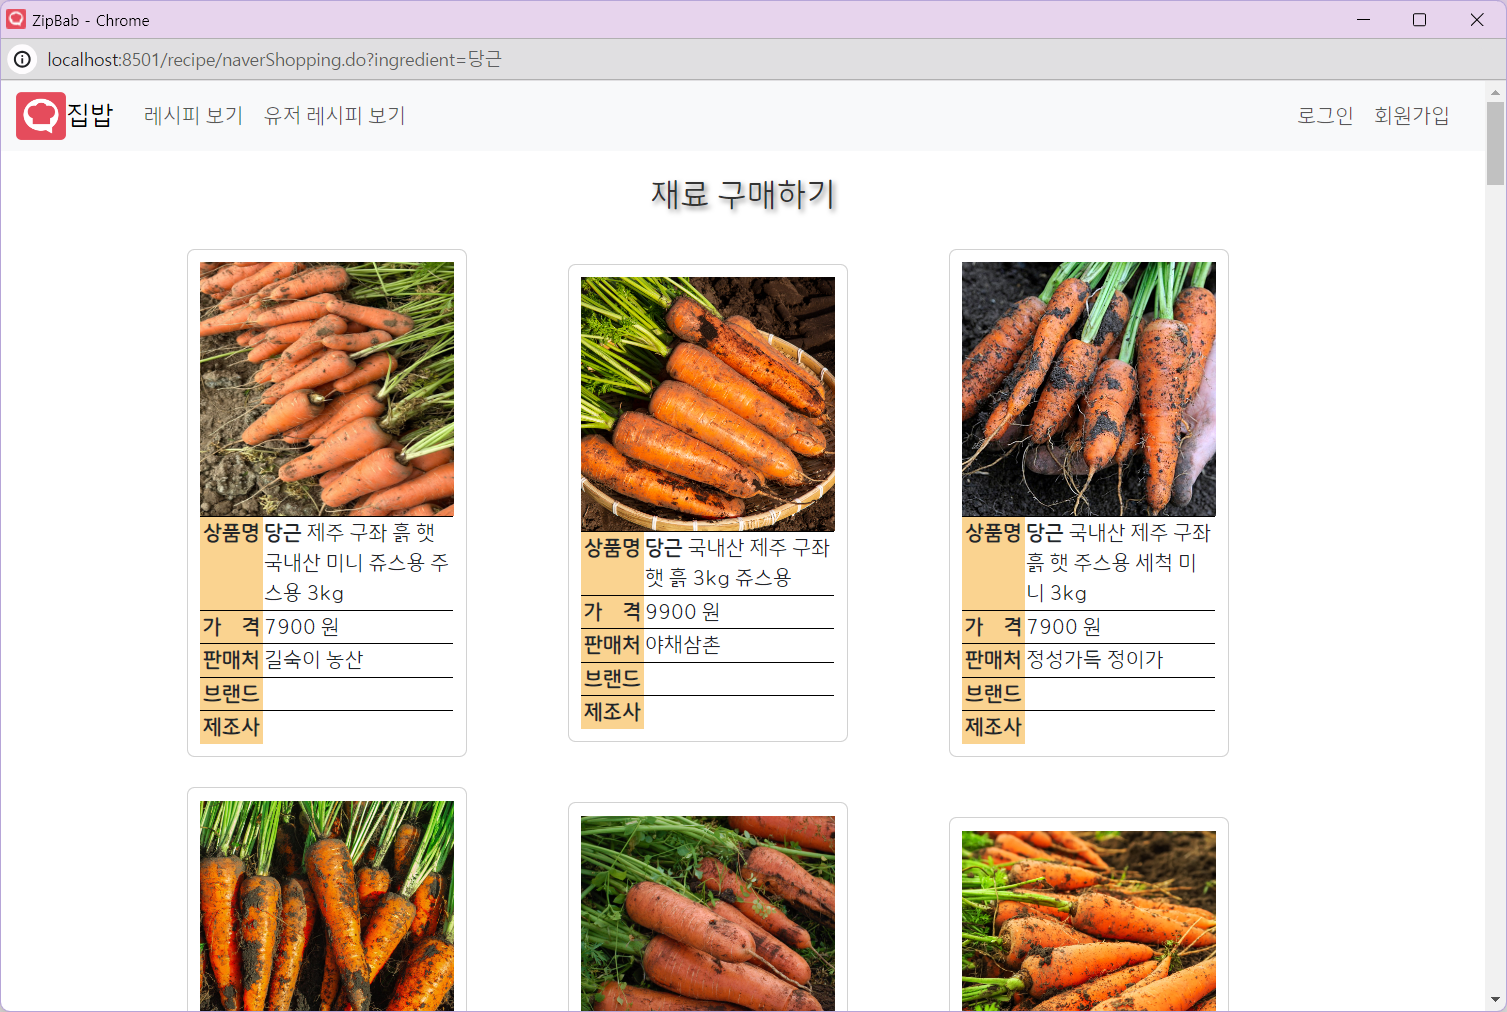 ZipBab - Chrome
localhost:8501/recipe/naverShopping.do?ingredient=당근
집밥 레시피 보기 유저 레시피 보기 로그인 회원가입
재료 구매하기
상품명 당근 제주 구좌 흙 햇
국내산 미니 쥬스용 주
스용 3kg
가 격 7900 원
판매처 길숙이 농산
브랜드
제조사
상품명 당근 국내산 제주 구좌
햇 흙 3kg 쥬스용
가 격 9900 원
판매처 야채삼촌
브랜드
제조사
상품명 당근 국내산 제주 구좌
흙 햇 주스용 세척 미
니 3kg
가 격 7900 원
판매처 정성가득 정이가
브랜드
제조사